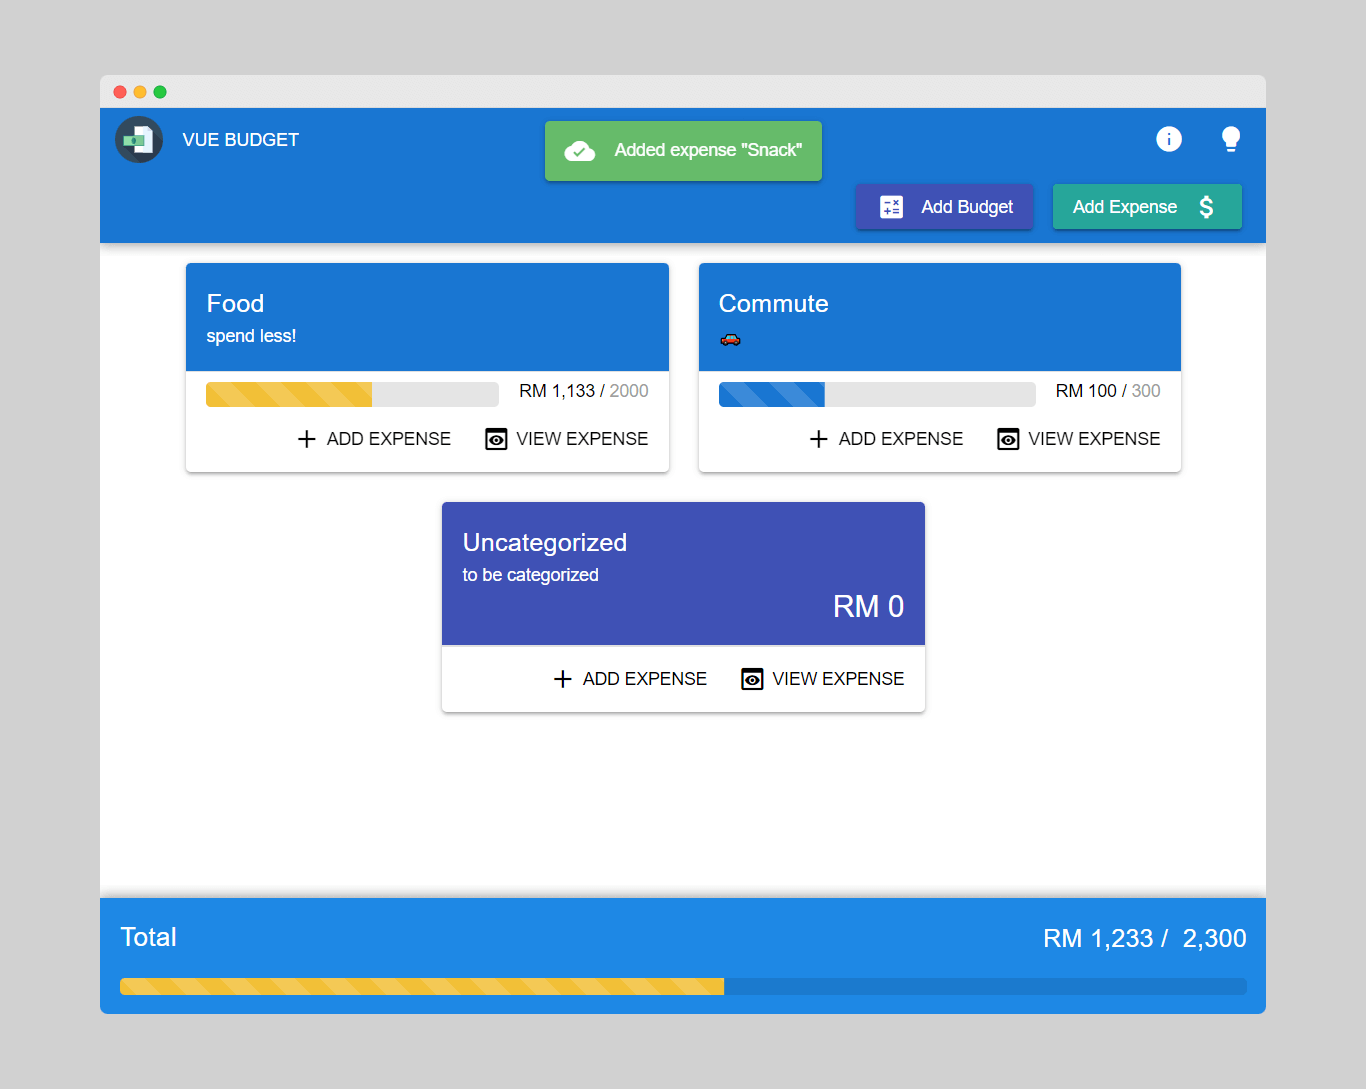 VUE BUDGET
Added expense "Snack"
Add Budget
Add Expense
Food
spend less!
RM 1,133 / 2000
ADD EXPENSE
VIEW EXPENSE
Commute
RM 100 / 300
ADD EXPENSE
VIEW EXPENSE
Uncategorized
to be categorized
RM 0
ADD EXPENSE
VIEW EXPENSE
Total
RM 1,233 / 2,300